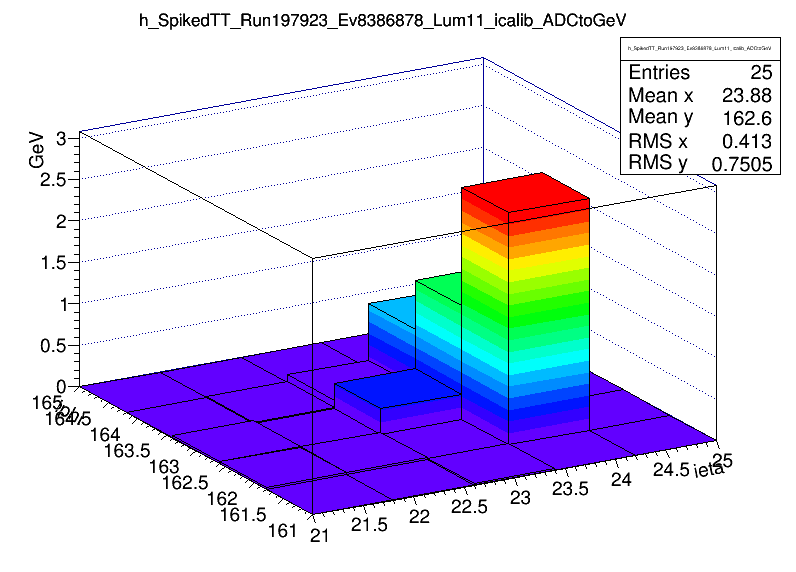 h_SpikedTT_Run197923_Ev8386878_Lum11_icalib_ADCtoGeV
h_SpikedTT_Run197923_Ev8386878_Lum11_icalib_ADCtoGeV
Entries 25
Mean x 23.88
Mean y 162.6
RMS x 0.413
RMS y 0.7505
GeV
3
2.5
2
1.5
1
0.5
0
165
164.5
164
163.5
163
162.5
162
161.5
161
21
21.5
22
22.5
23
23.5
24
24.5
25
ieta